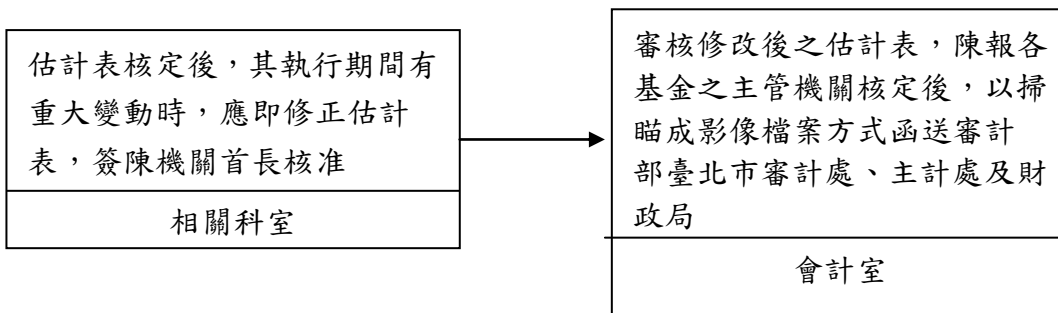 估計表核定後，其執行期間有
重大變動時，應即修正估計
表，簽陳機關首長核准
相關科室
審核修改後之估計表，陳報各
基金之主管機關核定後，以掃
瞄成影像檔案方式函送審計
部臺北市審計處、主計處及財
政局
會計室